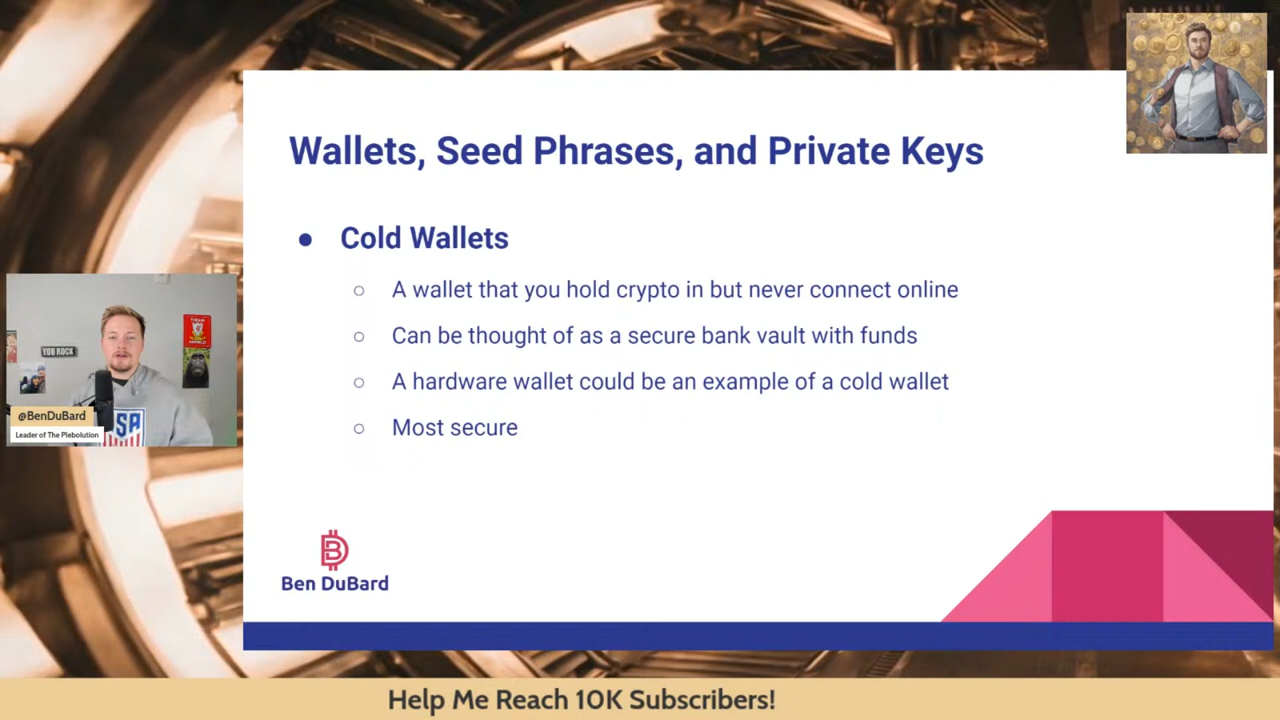 Wallets, Seed Phrases, and Private Keys
● Cold Wallets
○ A wallet that you hold crypto in but never connect online
○ Can be thought of as a secure bank vault with funds
○ A hardware wallet could be an example of a cold wallet
○ Most secure
YOU ROCK
@BenDuBard
Leader of The Plebolution
SA
Ben DuBard
Help Me Reach 10K Subscribers!